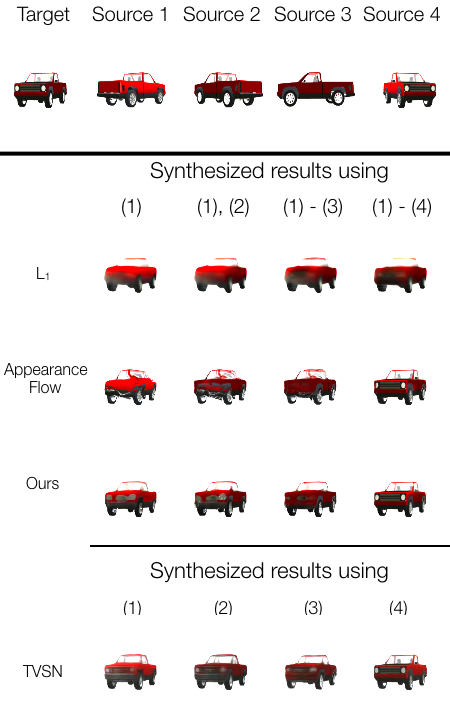 Target Source 1 Source 2 Source 3 Source 4
Synthesized results using
(1) (1), (2) (1) - (3) (1) - (4)
L₁
Appearance
Flow
Ours
Synthesized results using
(1) (2) (3) (4)
TVSN